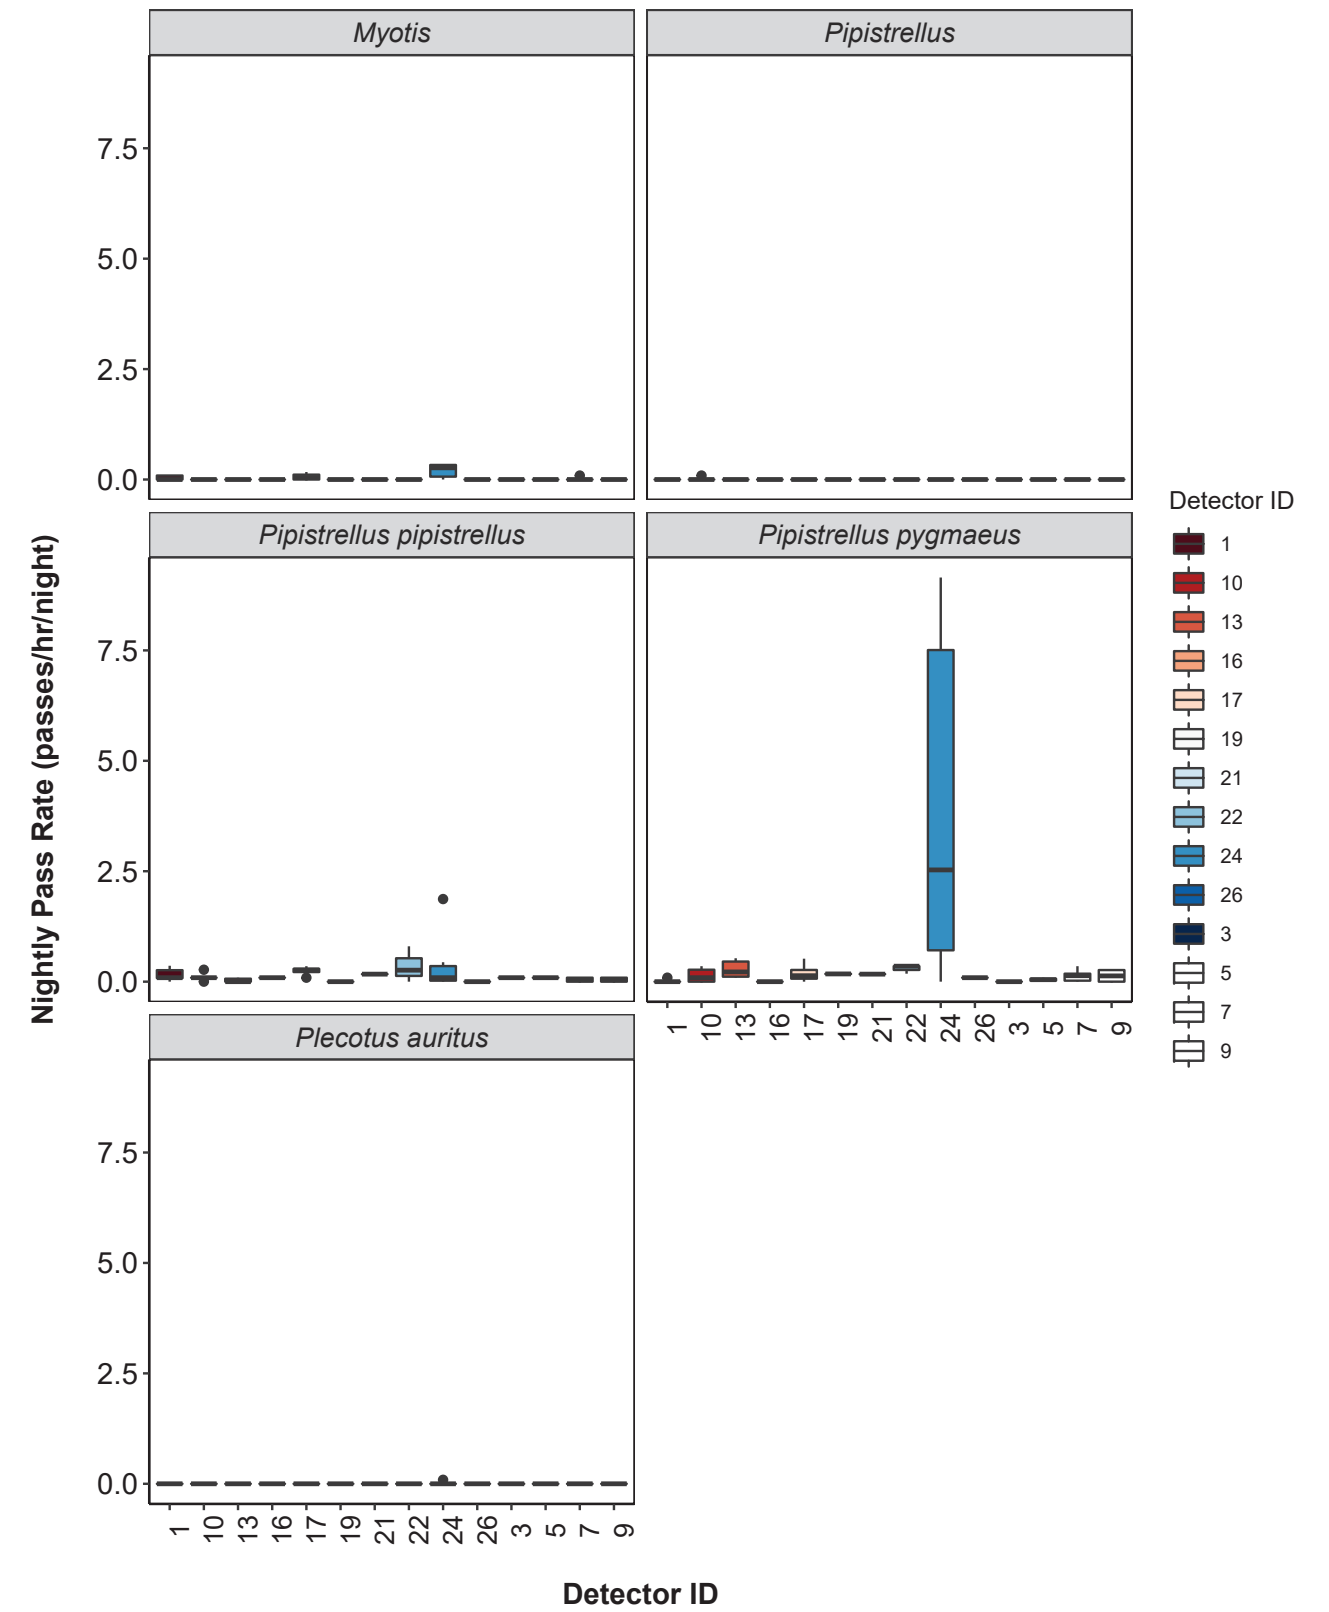 Myotis
Pipistrellus
7.5
5.0
2.5
0.0
Pipistrellus pipistrellus
Pipistrellus pygmaeus
7.5
5.0
2.5
0.0
1 10 13 16 17 19 21 22 24 26 3 5 7 9
Plecotus auritus
7.5
5.0
2.5
0.0
1 10 13 16 17 19 21 22 24 26 3 5 7 9
Nightly Pass Rate (passes/hr/night)
Detector ID
Detector ID
1
10
13
16
17
19
21
22
24
26
3
5
7
9